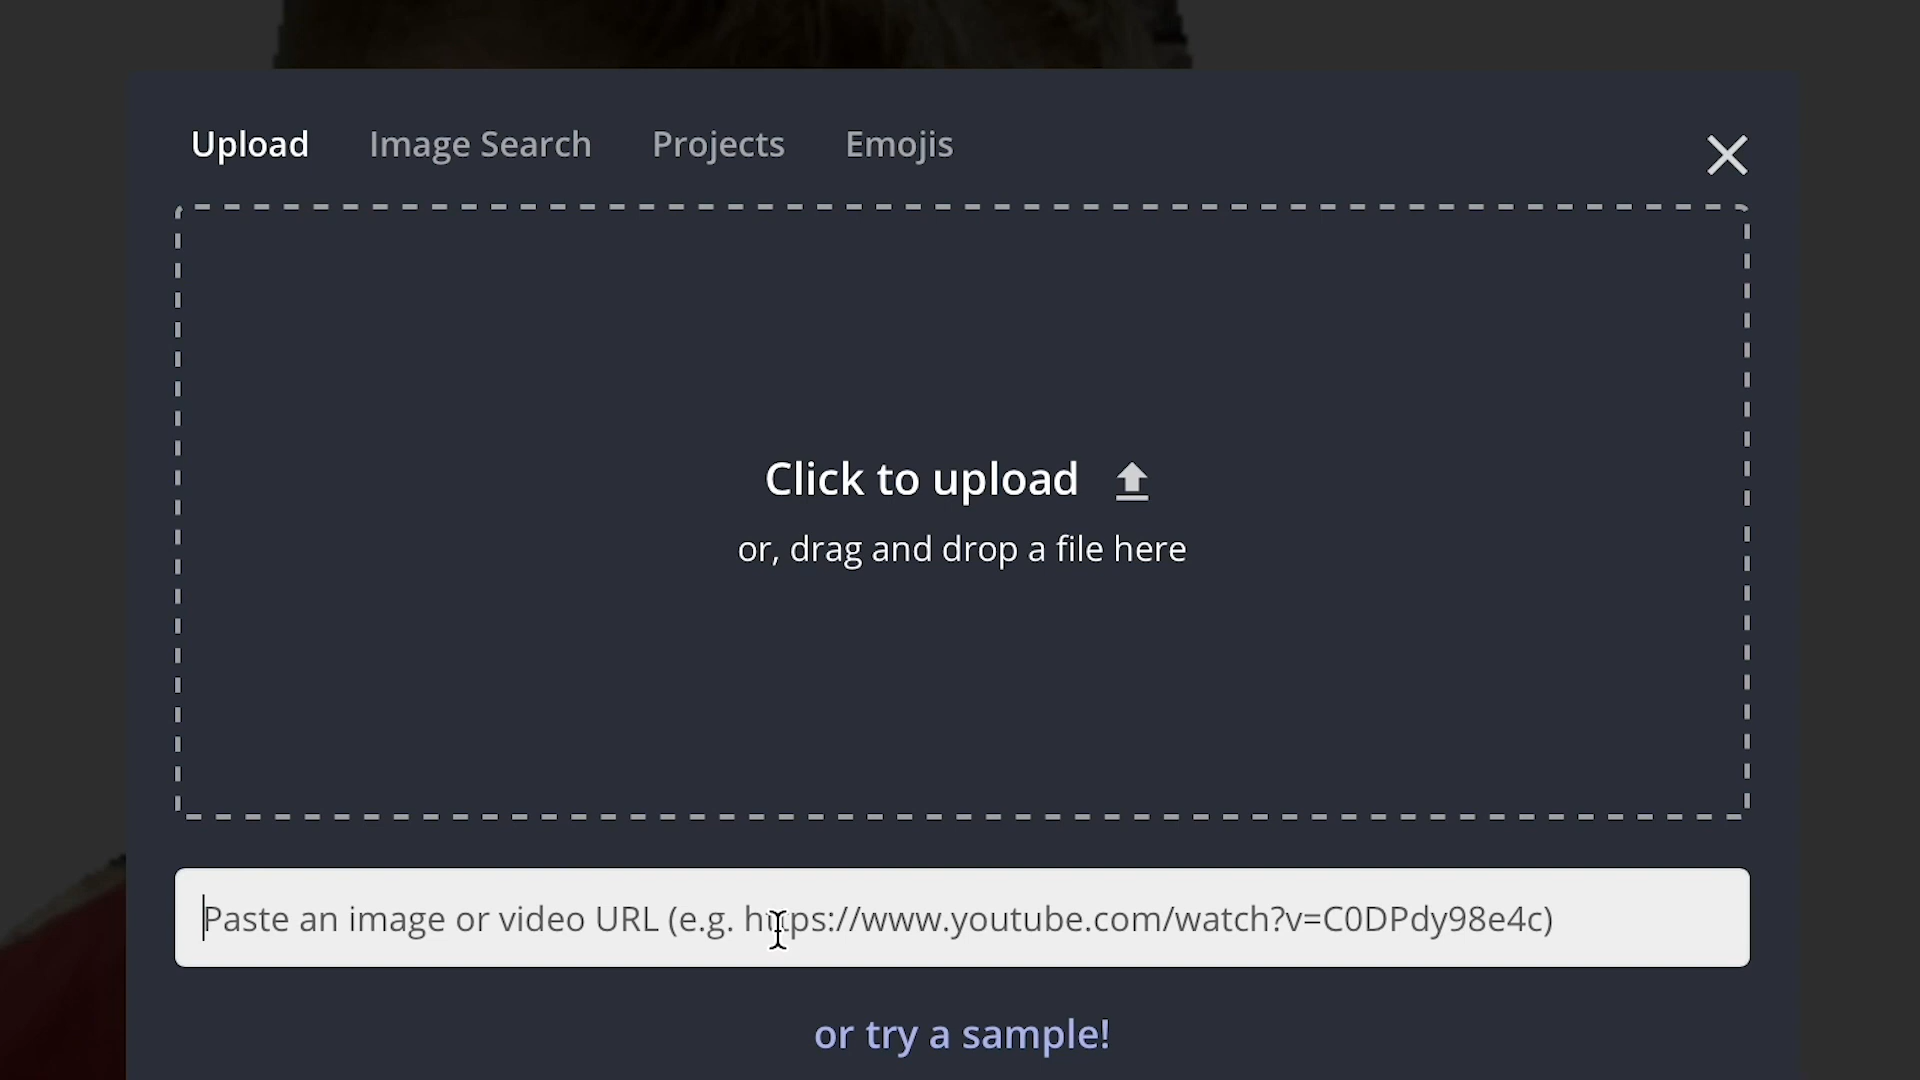 Upload Image Search Projects Emojis
Click to upload
or, drag and drop a file here
Paste an image or video URL (e.g. https://www.youtube.com/watch?v=C0DPdy98e4c)
or try a sample!